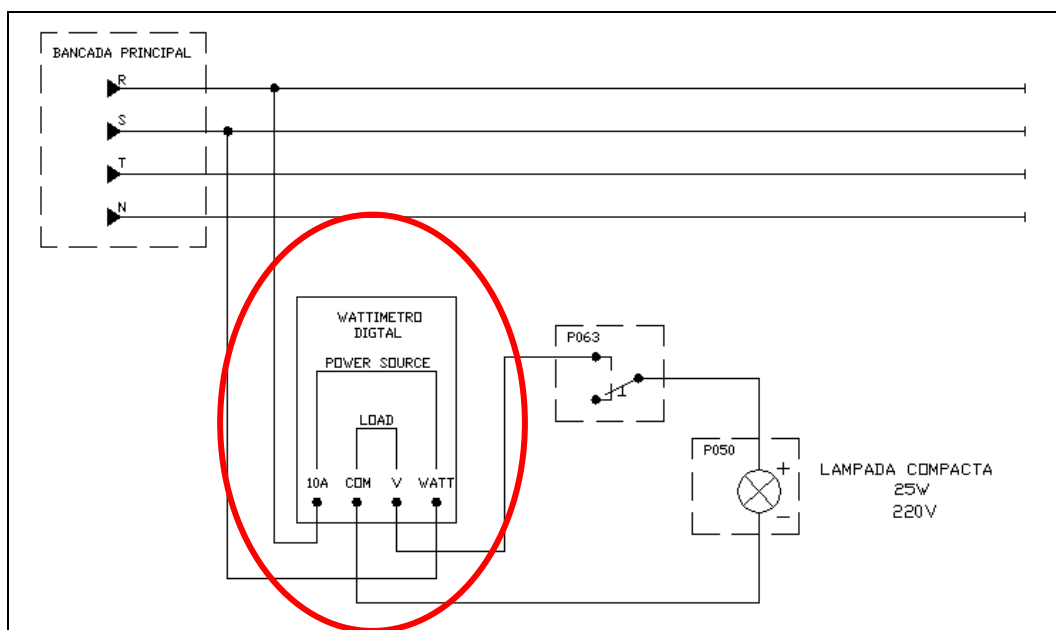 BANCADA PRINCIPAL
R
S
T
N
WATTIMETRO
DIGTAL
POWER SOURCE
LOAD
10A COM V WATT
P063
1
P050
+
-
LAMPADA COMPACTA
25W
220V